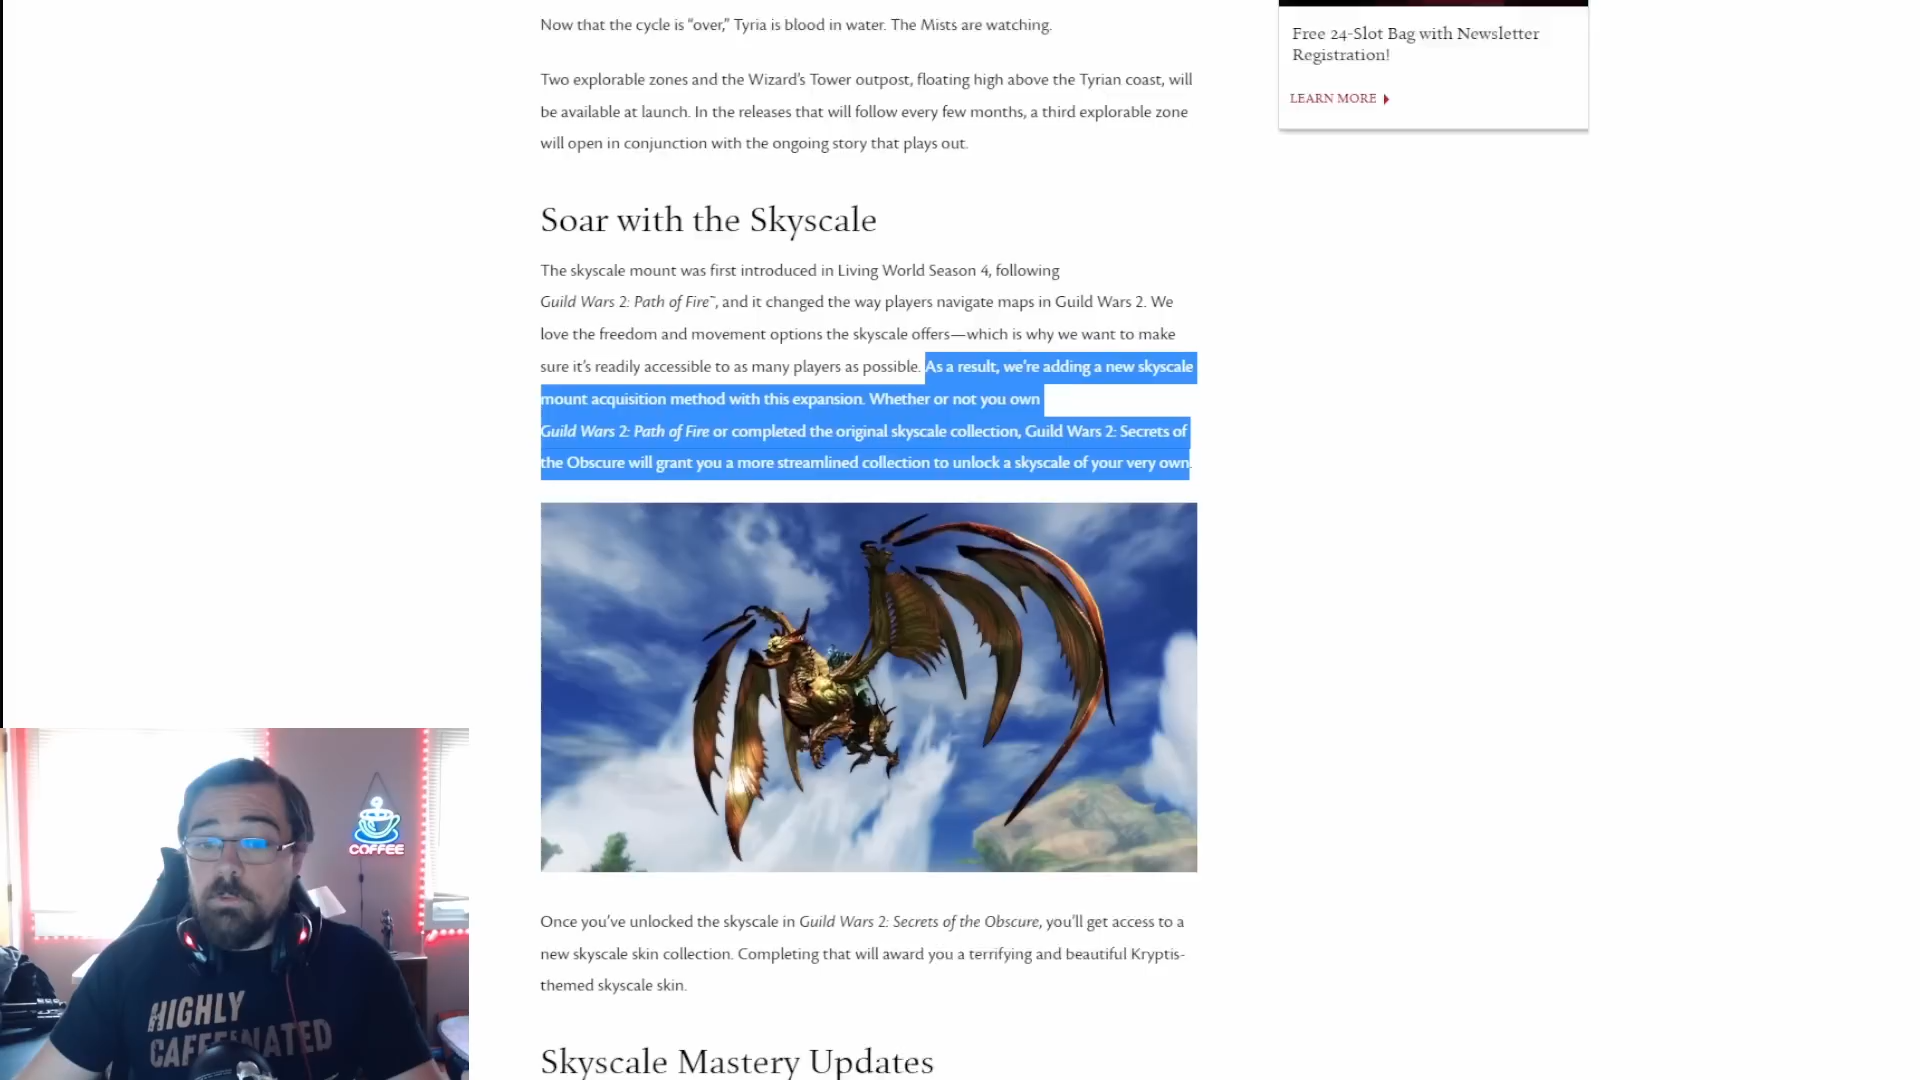 Now that the cycle is “over,” Tyria is blood in water. The Mists are watching.
Two explorable zones and the Wizard’s Tower outpost, floating high above the Tyrian coast, will
be available at launch. In the releases that will follow every few months, a third explorable zone
will open in conjunction with the ongoing story that plays out.
Soar with the Skyscale
The skyscale mount was first introduced in Living World Season 4, following
Guild Wars 2: Path of Fire™, and it changed the way players navigate maps in Guild Wars 2. We
love the freedom and movement options the skyscale offers—which is why we want to make
sure it’s readily accessible to as many players as possible. As a result, we’re adding a new skyscale
mount acquisition method with this expansion. Whether or not you own
Guild Wars 2: Path of Fire or completed the original skyscale collection, Guild Wars 2: Secrets of
the Obscure will grant you a more streamlined collection to unlock a skyscale of your very own.
Once you’ve unlocked the skyscale in Guild Wars 2: Secrets of the Obscure, you’ll get access to a
new skyscale skin collection. Completing that will award you a terrifying and beautiful Kryptis-
themed skyscale skin.
Skyscale Mastery Updates
Free 24-Slot Bag with Newsletter
Registration!
LEARN MORE
COFFEE
HIGHLY
CAFFEINATED